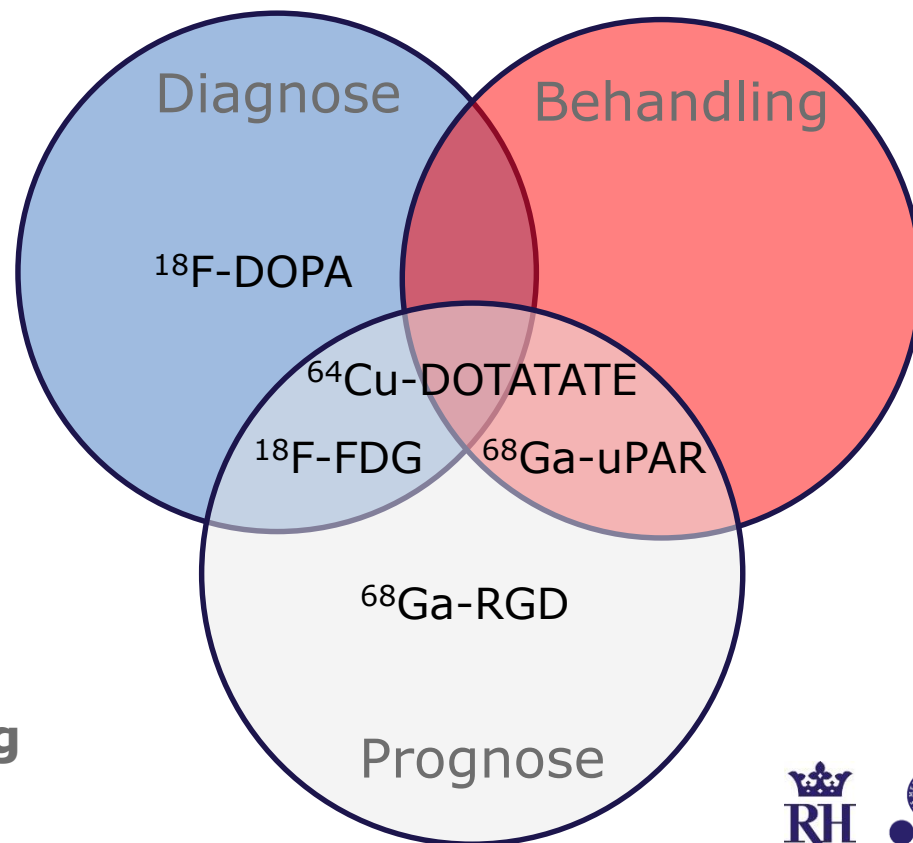 Diagnose
Behandling
¹⁸F-DOPA
⁶⁴Cu-DOTATATE
¹⁸F-FDG
⁶⁸Ga-uPAR
⁶⁸Ga-RGD
g
Prognose
RH